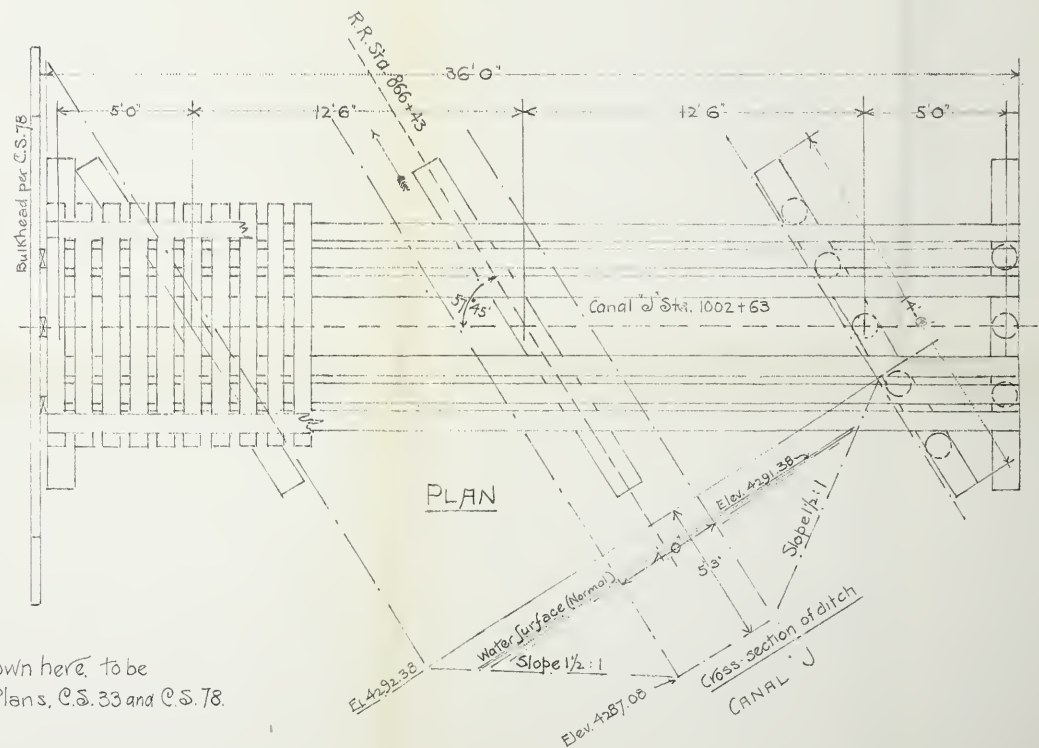 R.R. Sta. 866+43
36'0"
5'0"
12'6"
12'6"
5'0"
Bulkhead per C.S.78
57°45'
Canal "J" Sta. 1002+63
14'
PLAN
Elev. 4291.38
Slope 1½:1
4'0"
5'3"
Water Surface (Normal)
Slope 1½:1
El 4292.38
Elev. 4287.08
Cross-section of ditch
CANAL "J"
own here, to be
Plans, C.S. 33 and C.S. 78.